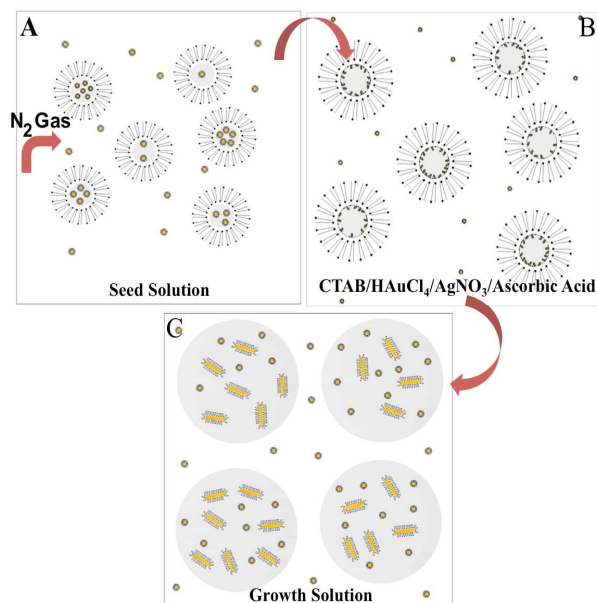 A
N₂ Gas
Seed Solution
B
CTAB/HAuCl₄/AgNO₃/Ascorbic Acid
C
Growth Solution